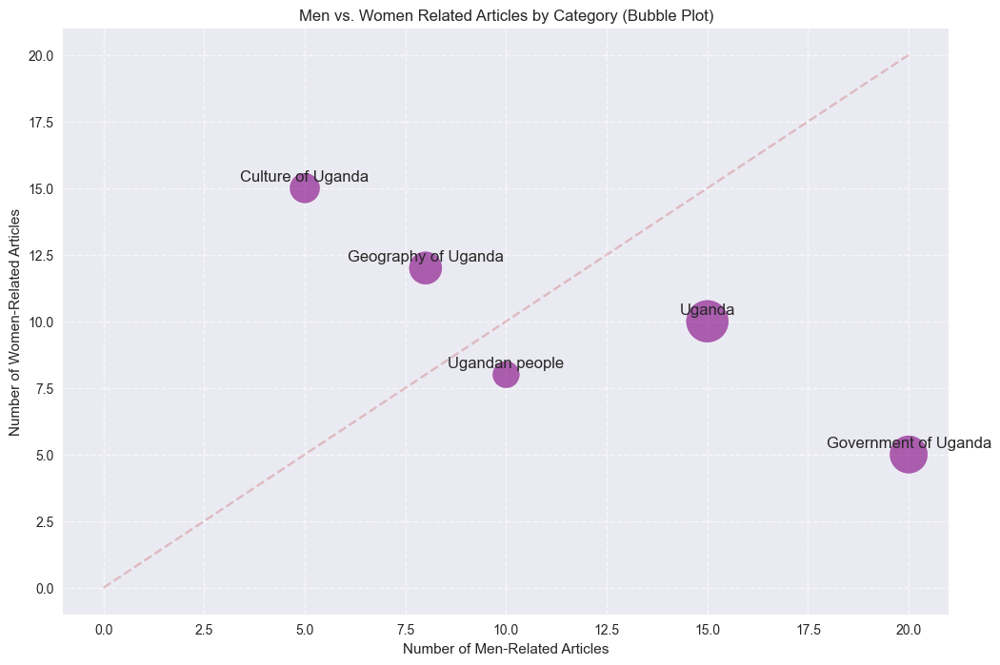 Men vs. Women Related Articles by Category (Bubble Plot)
20.0
17.5
15.0
12.5
10.0
7.5
5.0
2.5
0.0
Number of Women-Related Articles
Culture of Uganda
Geography of Uganda
Uganda
Ugandan people
Government of Uganda
0.0 2.5 5.0 7.5 10.0 12.5 15.0 17.5 20.0
Number of Men-Related Articles